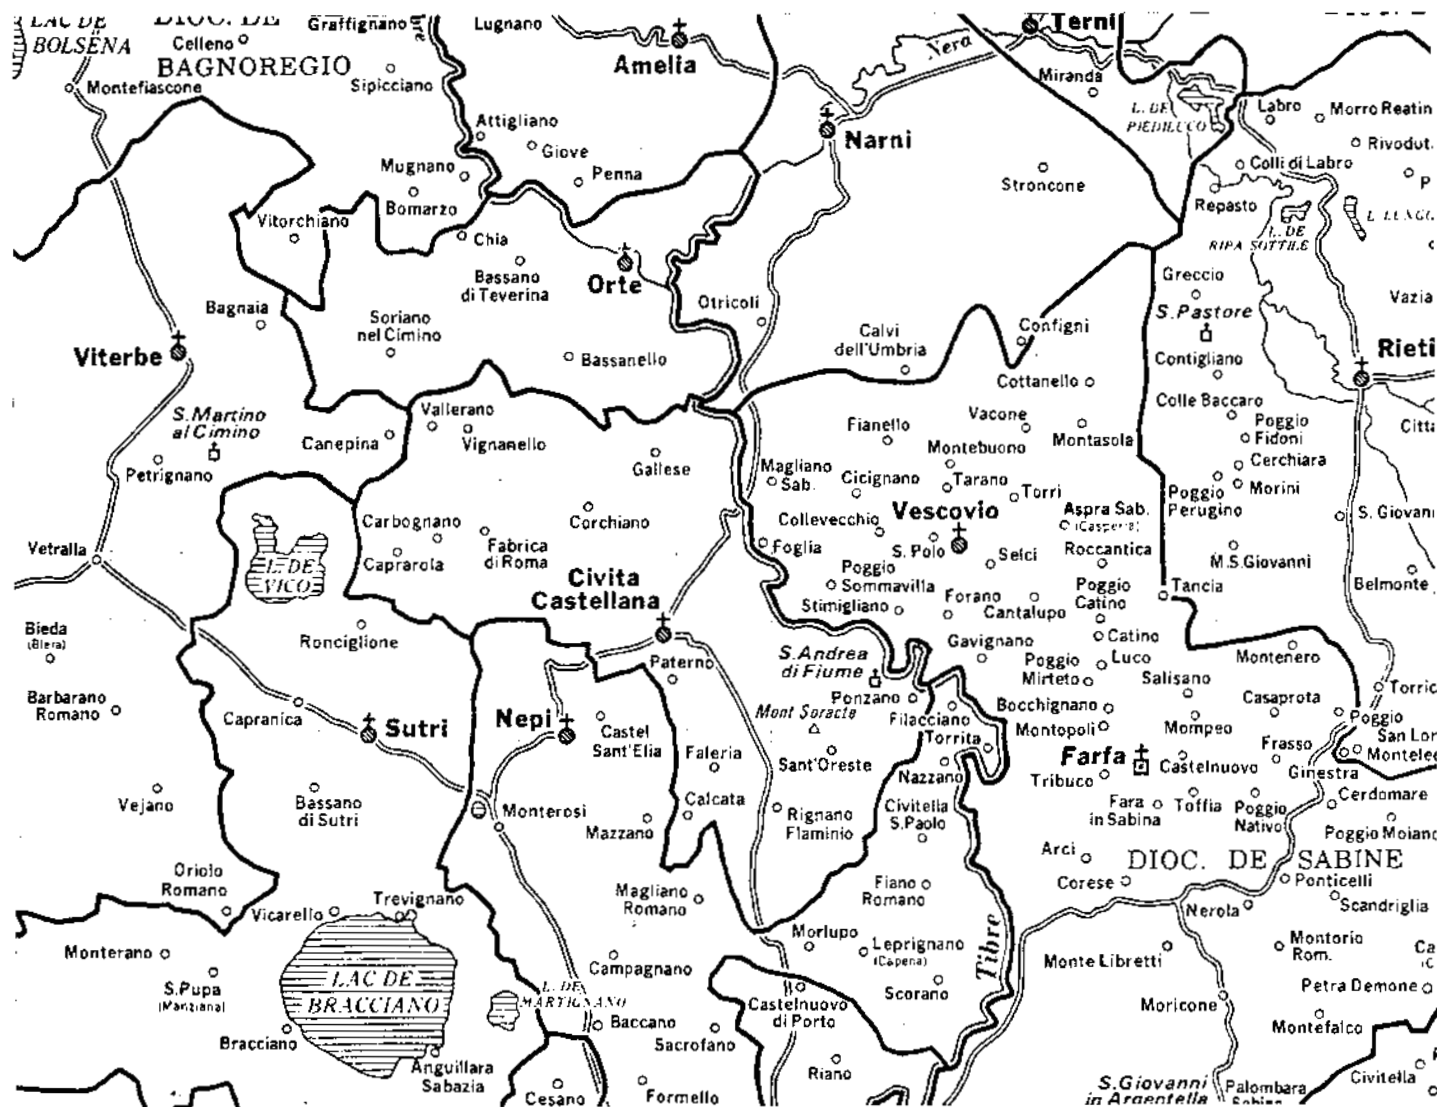 LAC DE
BOLSENA
DIOC. DE
BAGNOREGIO
Celleno
Graffignano
Lugnano
Amelia
Terni
Nera
Montefiascone
Sipicciano
Miranda
L. DE
PIEDILUCO
Labro
Morro Reatin
Rivodut.
Attigliano
Giove
Narni
Mugnano
Penna
Stroncone
Colli di Labro
P
Bomarzo
Repasto
L. LUNGO
Vitorchiano
Chia
L. DE
RIPA SOTTILE
Bassano
di Teverina
Orte
Greccio
Bagnaia
Soriano
nel Cimino
Otricoli
Configni
Vazia
S. Pastore
Viterbe
Bassanello
Calvi
dell'Umbria
Contigliano
Rieti
Cottanello
S. Martino
al Cimino
Vallerano
Vacone
Colle Baccaro
Canepina
Vignanello
Fianello
Montasola
Poggio
Fidoni
Citta
Montebuono
Petrignano
Gallese
Magliano
Sab.
Cicignano
Tarano
Cerchiara
Torri
Poggio
Perugino
Morini
Carbognano
Corchiano
Collevecchio
Vescovio
Aspra Sab.
(Casperia)
S. Giovani
Vetralla
Caprarola
Fabrica
di Roma
Foglia
S. Polo
Selci
Roccantica
M.S.Giovanni
L. DE
VICO
Civita
Castellana
Poggio
Sommavilla
Poggio
Catino
Tancia
Belmonte
Stimigliano
Forano
Cantalupo
Bieda
(Blera)
Ronciglione
Gavignano
Catino
Paterno
S. Andrea
di Fiume
Luco
Montenero
Poggio
Mirteto
Barbarano
Romano
Ponzano
Salisano
Torric
Capranica
Sutri
Nepi
Mont Soracte
Filacciano
Bocchignano
Casaprota
Castel
Sant'Elia
Torrita
Montopoli
Mompeo
Poggio
San Lor
Faleria
Sant'Oreste
Farfa
Frasso
Montelee
Nazzano
Tribuco
Castelnuovo
Ginestra
Vejano
Bassano
di Sutri
Monterosi
Calcata
Rignano
Flaminio
Civitella
S. Paolo
Fara
in Sabina
Toffia
Poggio
Nativo
Cerdomare
Mazzano
Poggio Moiano
Arci
DIOC. DE SABINE
Oriolo
Romano
Trevignano
Magliano
Romano
Fiano
Romano
Corese
Ponticelli
Vicarello
Nerola
Scandriglia
Monterano
Morlupo
Leprignano
(Capena)
Tibre
Monte Libretti
Montorio
Rom.
Ca
(C
S. Pupa
(Manziana)
LAC DE
BRACCIANO
Campagnano
L. DE
MARTIGNANO
Scorano
Petra Demone
Castelnuovo
di Porto
Moricone
Bracciano
Baccano
Sacrofano
Montefalco
Anguillara
Sabazia
Cesano
Formello
Riano
S. Giovanni
in Argentella
Palombara
Sabina
Civitella